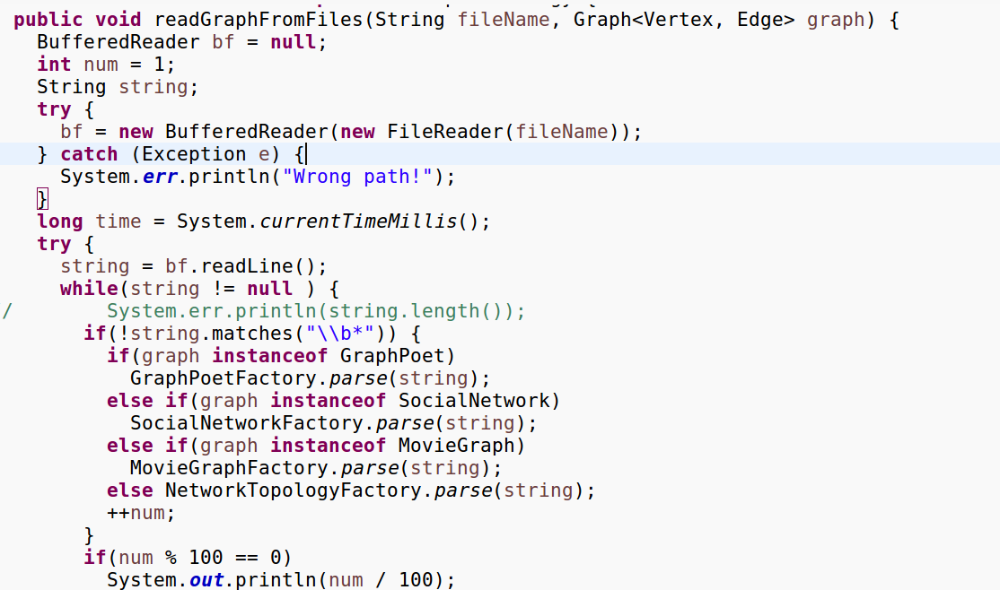 public void readGraphFromFiles(String fileName, Graph<Vertex, Edge> graph) {
BufferedReader bf = null;
int num = 1;
String string;
try {
bf = new BufferedReader(new FileReader(fileName));
} catch (Exception e) {
System.err.println("Wrong path!");
}
long time = System.currentTimeMillis();
try {
string = bf.readLine();
while(string != null ) {
/ System.err.println(string.length());
if(!string.matches("\\b*")) {
if(graph instanceof GraphPoet)
GraphPoetFactory.parse(string);
else if(graph instanceof SocialNetwork)
SocialNetworkFactory.parse(string);
else if(graph instanceof MovieGraph)
MovieGraphFactory.parse(string);
else NetworkTopologyFactory.parse(string);
++num;
}
if(num % 100 == 0)
System.out.println(num / 100);